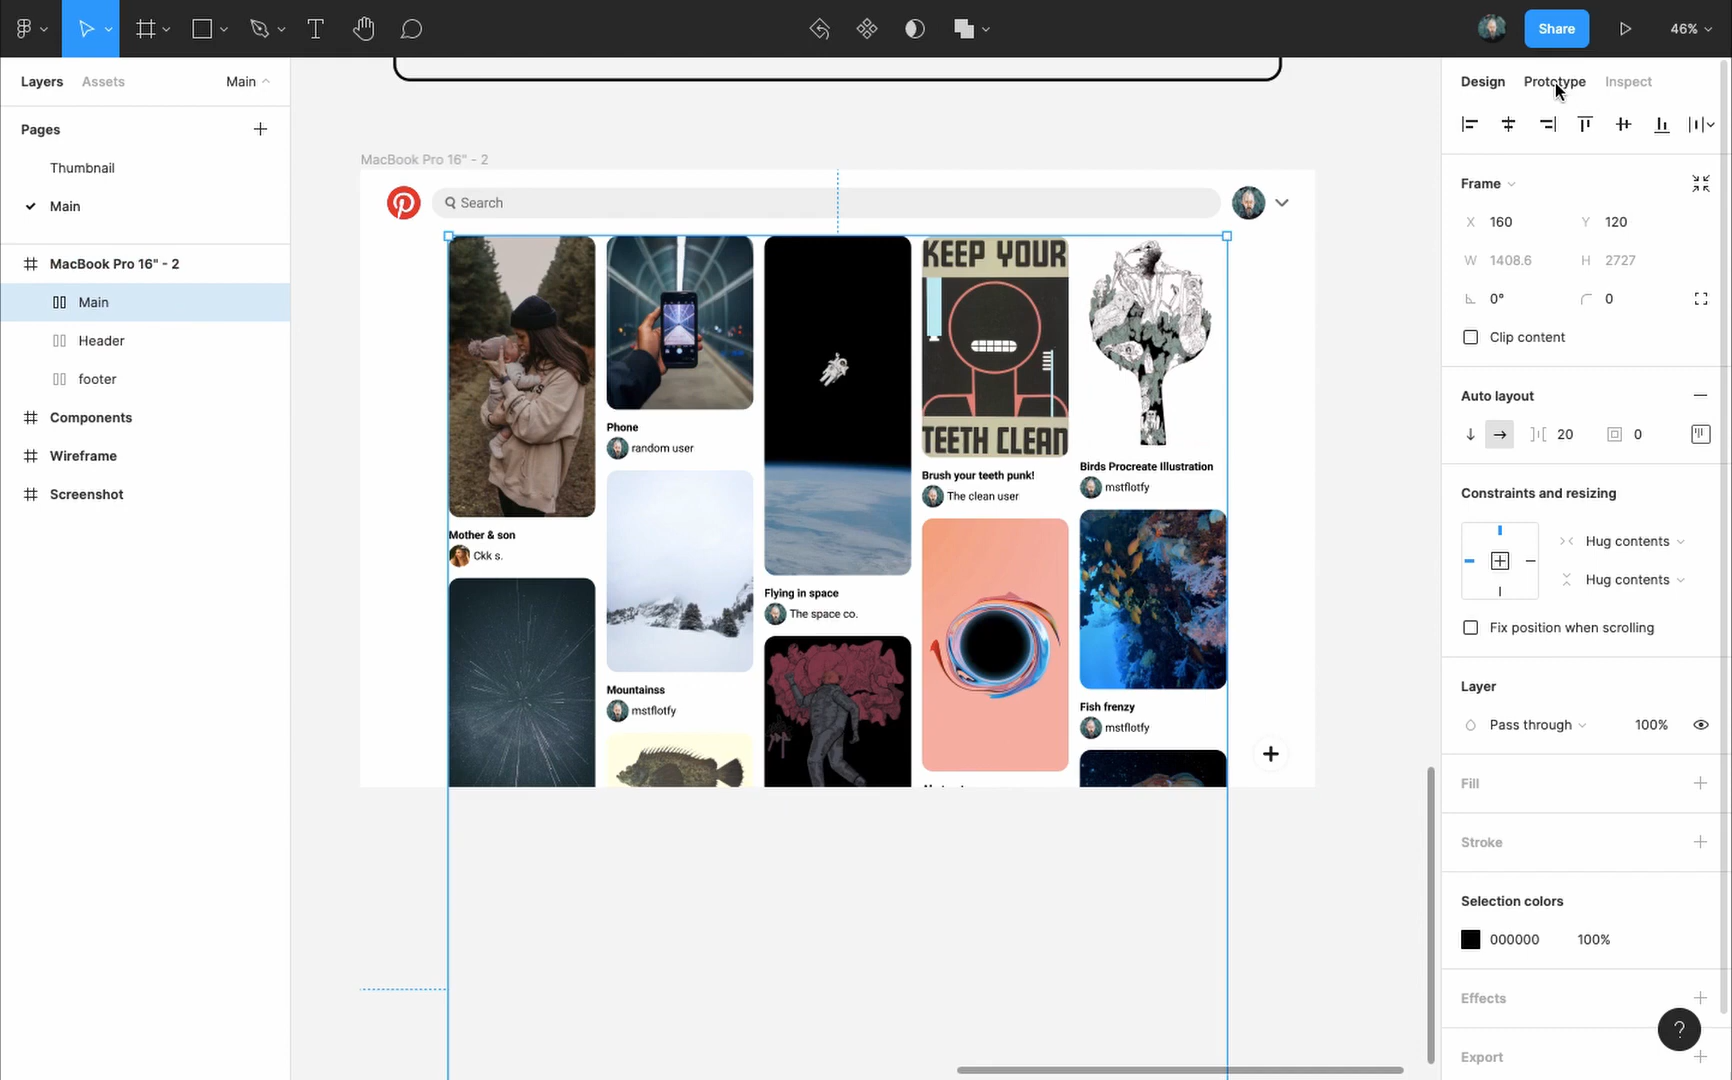 Share
46%
Layers
Assets
Main
Design
Prototype
Inspect
Pages
Thumbnail
Main
MacBook Pro 16" - 2
Main
Header
footer
Components
Wireframe
Screenshot
MacBook Pro 16" - 2
Search
KEEP YOUR
TEETH CLEAN
Phone
random user
Mother & son
Ckk s.
Mountainss
mstflotfy
Flying in space
The space co.
Brush your teeth punk!
The clean user
Birds Procreate Illustration
mstflotfy
Fish frenzy
mstflotfy
+
Frame
X 160
Y 120
W 1408.6
H 2727
0°
0
Clip content
Auto layout
20
0
Constraints and resizing
Hug contents
Hug contents
Fix position when scrolling
Layer
Pass through
100%
Fill
Stroke
Selection colors
000000
100%
Effects
Export
?